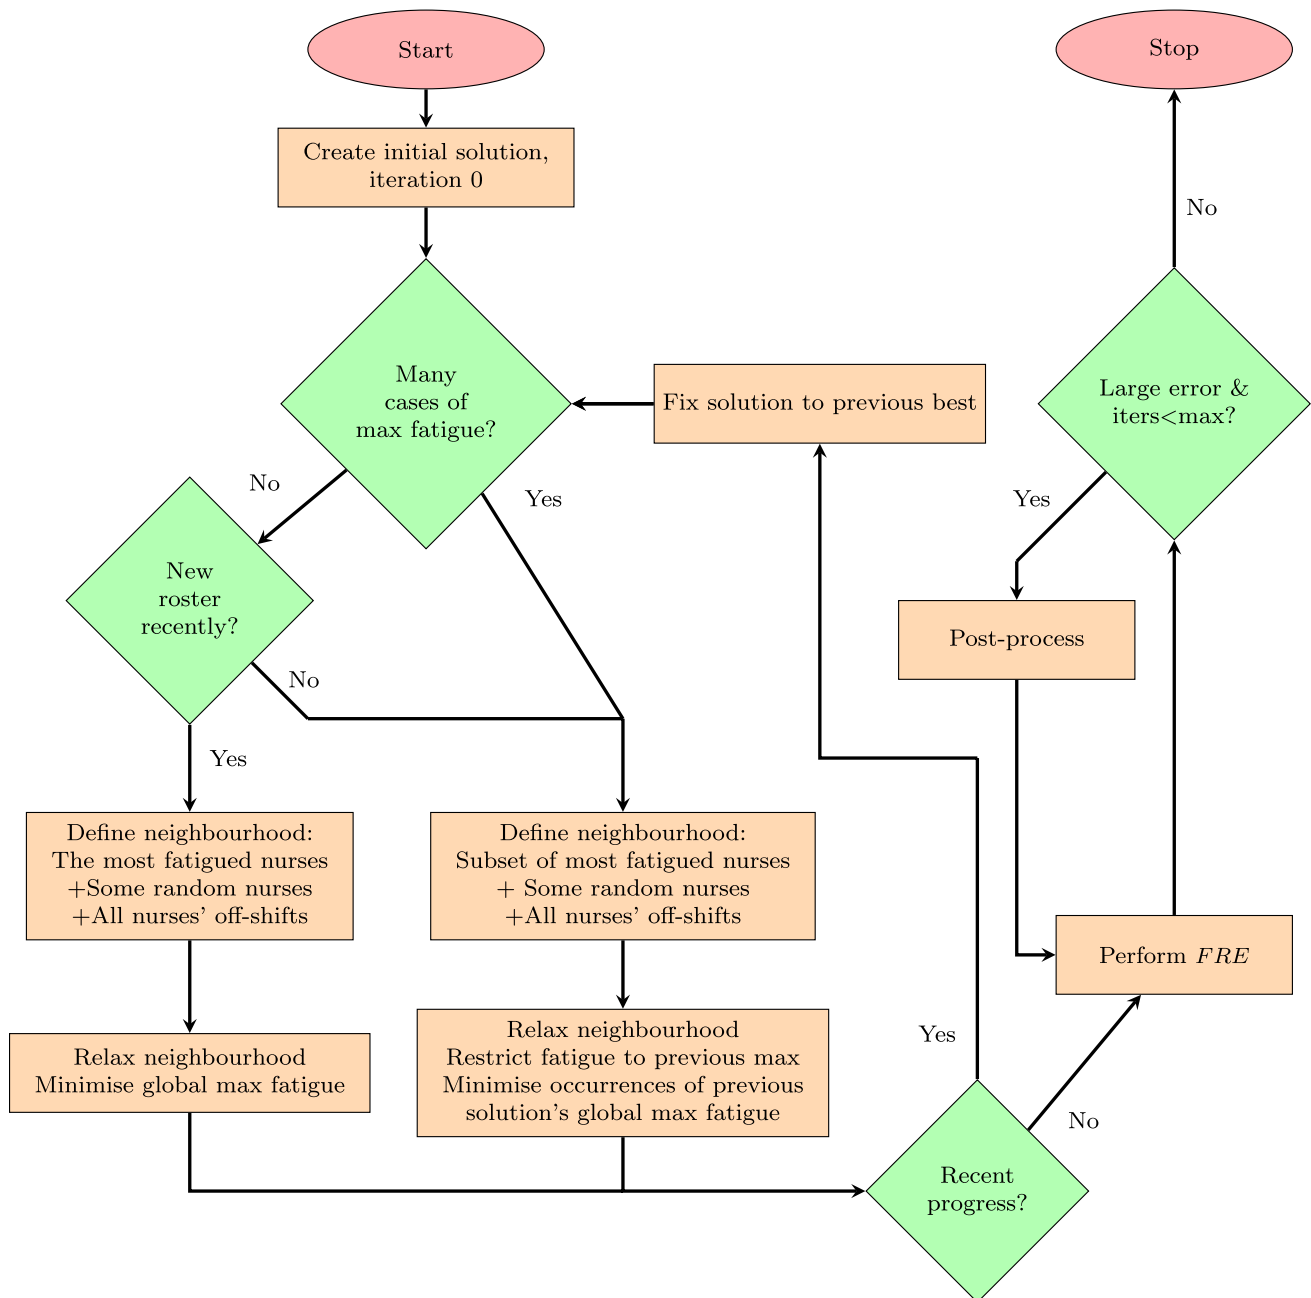 Start
Stop
Create initial solution,
iteration 0
No
Many
cases of
max fatigue?
Fix solution to previous best
Large error &
iters<max?
No
Yes
Yes
New
roster
recently?
Post-process
No
Yes
Define neighbourhood:
The most fatigued nurses
+Some random nurses
+All nurses' off-shifts
Define neighbourhood:
Subset of most fatigued nurses
+ Some random nurses
+All nurses' off-shifts
Perform FRE
Relax neighbourhood
Minimise global max fatigue
Relax neighbourhood
Restrict fatigue to previous max
Minimise occurrences of previous
solution's global max fatigue
Yes
No
Recent
progress?